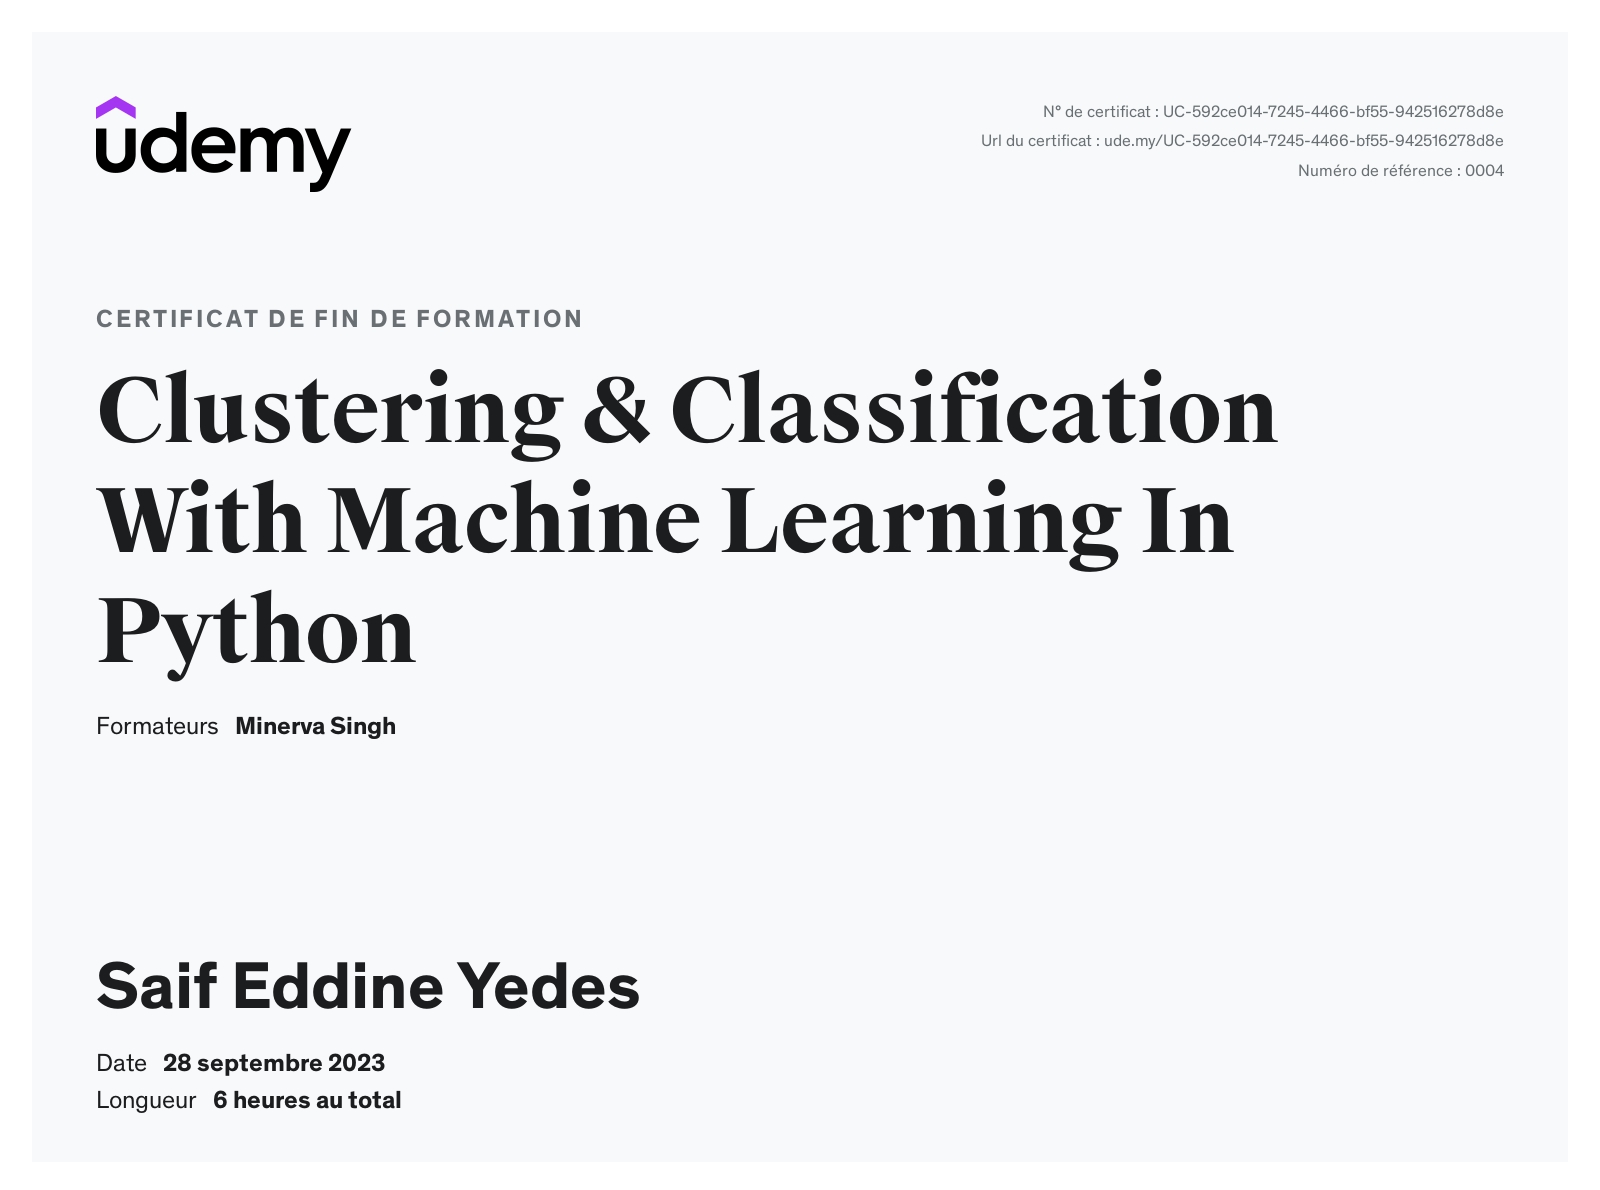 udemy
N° de certificat : UC-592ce014-7245-4466-bf55-942516278d8e
Url du certificat : ude.my/UC-592ce014-7245-4466-bf55-942516278d8e
Numéro de référence : 0004
CERTIFICAT DE FIN DE FORMATION
Clustering & Classification
With Machine Learning In
Python
Formateurs Minerva Singh
Saif Eddine Yedes
Date 28 septembre 2023
Longueur 6 heures au total